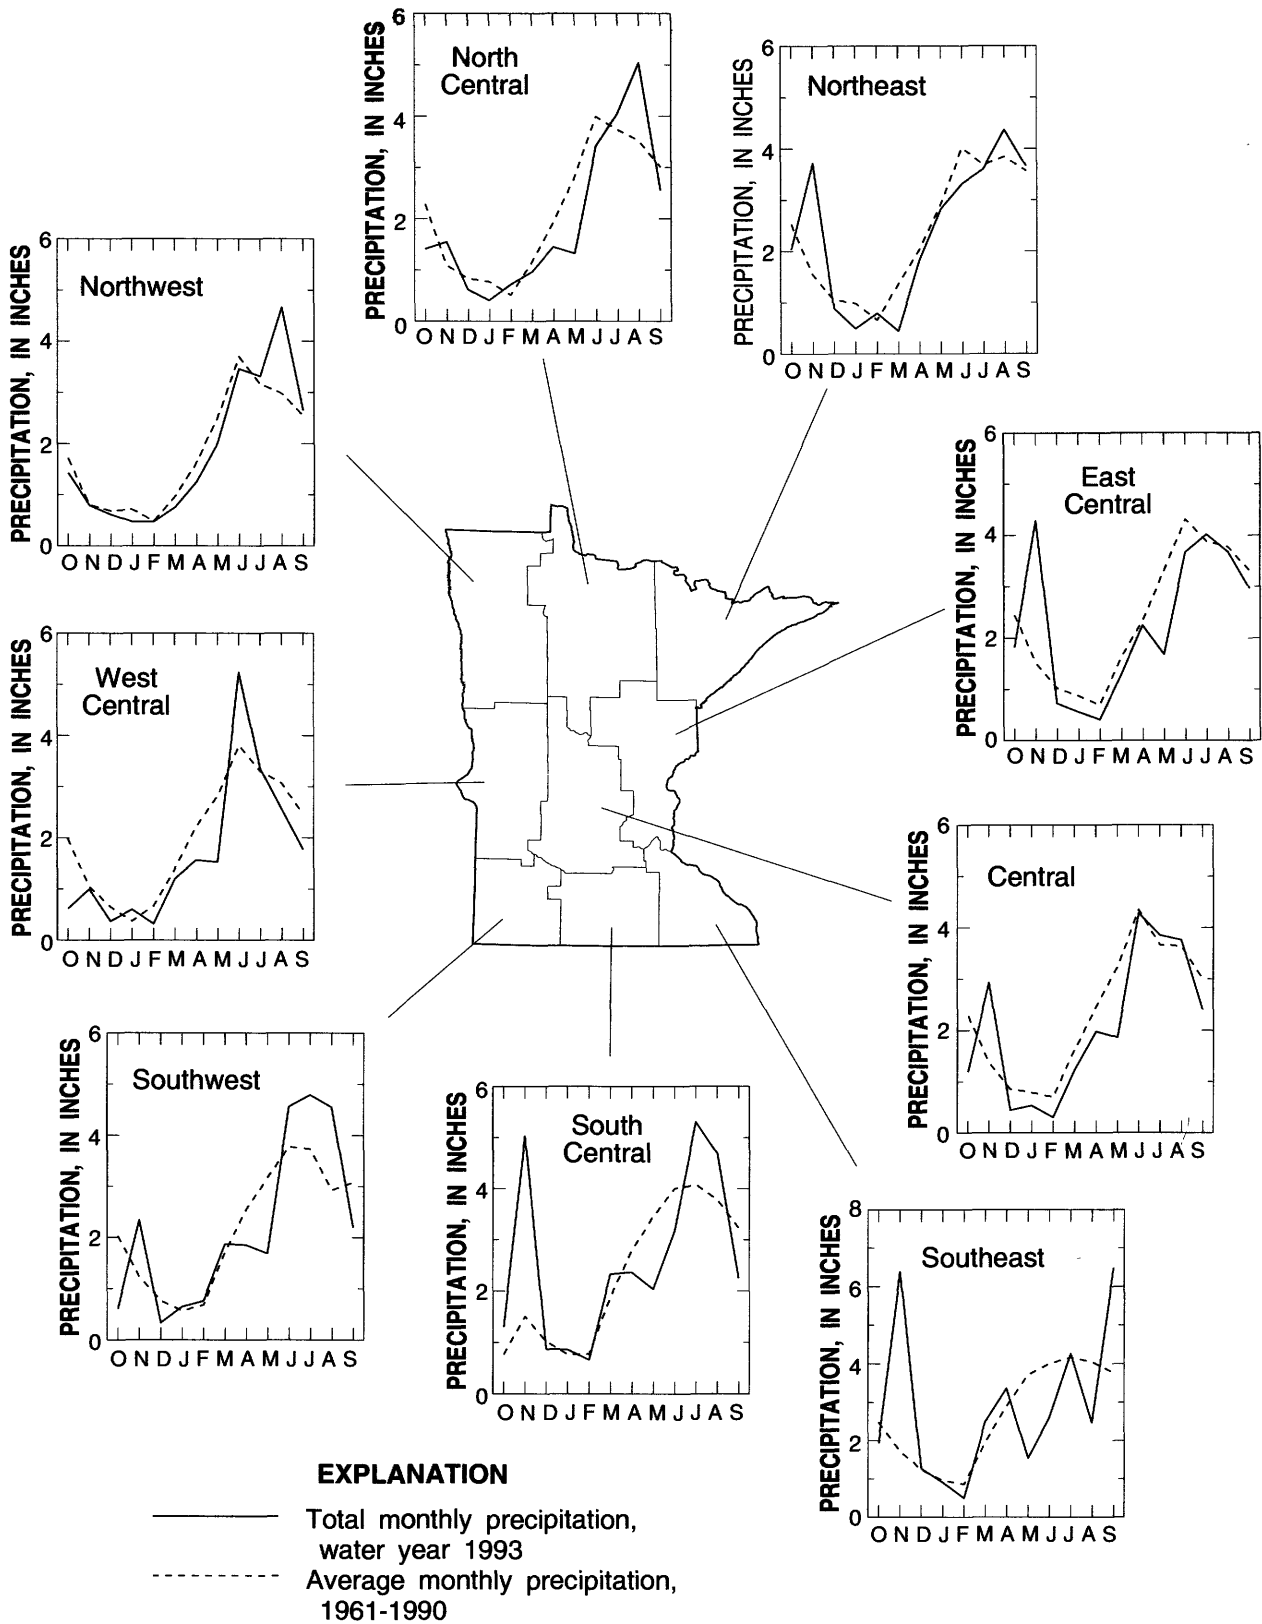 PRECIPITATION, IN INCHES
6
4
2
0
North
Central
O N D J F M A M J J A S
PRECIPITATION, IN INCHES
6
4
2
0
Northeast
O N D J F M A M J J A S
PRECIPITATION, IN INCHES
6
4
2
0
Northwest
O N D J F M A M J J A S
PRECIPITATION, IN INCHES
6
4
2
0
East
Central
O N D J F M A M J J A S
PRECIPITATION, IN INCHES
6
4
2
0
West
Central
O N D J F M A M J J A S
PRECIPITATION, IN INCHES
6
4
2
0
Central
O N D J F M A M J J A S
PRECIPITATION, IN INCHES
6
4
2
0
Southwest
O N D J F M A M J J A S
PRECIPITATION, IN INCHES
6
4
2
0
South
Central
O N D J F M A M J J A S
PRECIPITATION, IN INCHES
8
6
4
2
0
Southeast
O N D J F M A M J J A S
EXPLANATION
Total monthly precipitation,
water year 1993
Average monthly precipitation,
1961-1990